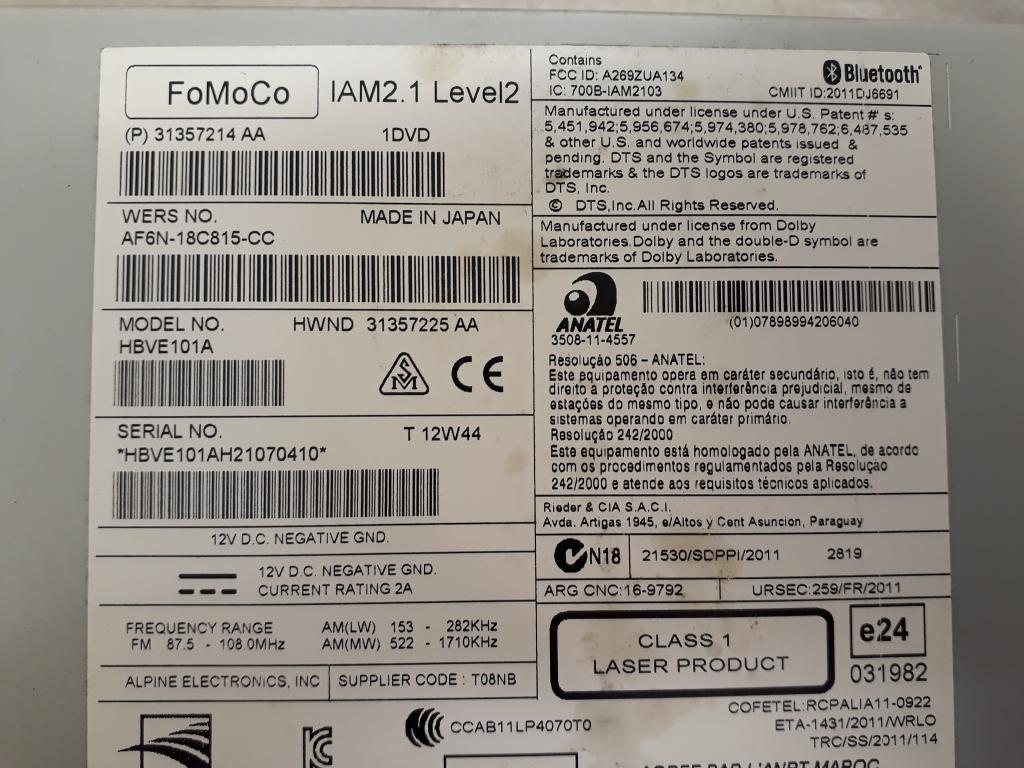 FoMoCo IAM2.1 Level2
(P) 31357214 AA 1DVD
WERS NO. MADE IN JAPAN
AF6N-18C815-CC
MODEL NO. HWND 31357225 AA
HBVE101A
CE
SERIAL NO. T 12W44
*HBVE101AH21070410*
12V D.C. NEGATIVE GND.
12V D.C. NEGATIVE GND.
CURRENT RATING 2A
FREQUENCY RANGE AM(LW) 153 - 282KHz
FM 87.5 - 108.0MHz AM(MW) 522 - 1710KHz
ALPINE ELECTRONICS, INC SUPPLIER CODE : T08NB
CCAB11LP4070T0
Contains
FCC ID: A269ZUA134
IC: 700B-IAM2103
Bluetooth
CMIIT ID:2011DJ6691
Manufactured under license under U.S. Patent #'s:
5,451,942;5,956,674;5,974,380;5,978,762;6,487,535
& other U.S. and worldwide patents issued &
pending. DTS and the Symbol are registered
trademarks & the DTS logos are trademarks of
DTS, Inc.
© DTS,Inc.All Rights Reserved.
Manufactured under license from Dolby
Laboratories.Dolby and the double-D symbol are
trademarks of Dolby Laboratories.
ANATEL
3508-11-4557
(01)07898994206040
Resolução 506 - ANATEL:
Este equipamento opera em caráter secundário, isto é, não tem
direito à proteção contra interferência prejudicial, mesmo de
estações do mesmo tipo, e não pode causar interferência a
sistemas operando em caráter primário.
Resolução 242/2000
Este equipamento está homologado pela ANATEL, de acordo
com os procedimentos regulamentados pela Resolução
242/2000 e atende aos requisitos técnicos aplicados.
Rieder & CIA S.A.C.I.
Avda. Artigas 1945, e/Altos y Cent Asuncion, Paraguay
N18 21530/SDPPI/2011 2819
ARG CNC:16-9792 URSEC:259/FR/2011
CLASS 1
LASER PRODUCT
e24
031982
COFETEL:RCPALIA11-0922
ETA-1431/2011/WRLO
TRC/SS/2011/114
AGREE PAR L'ANRT MAROC